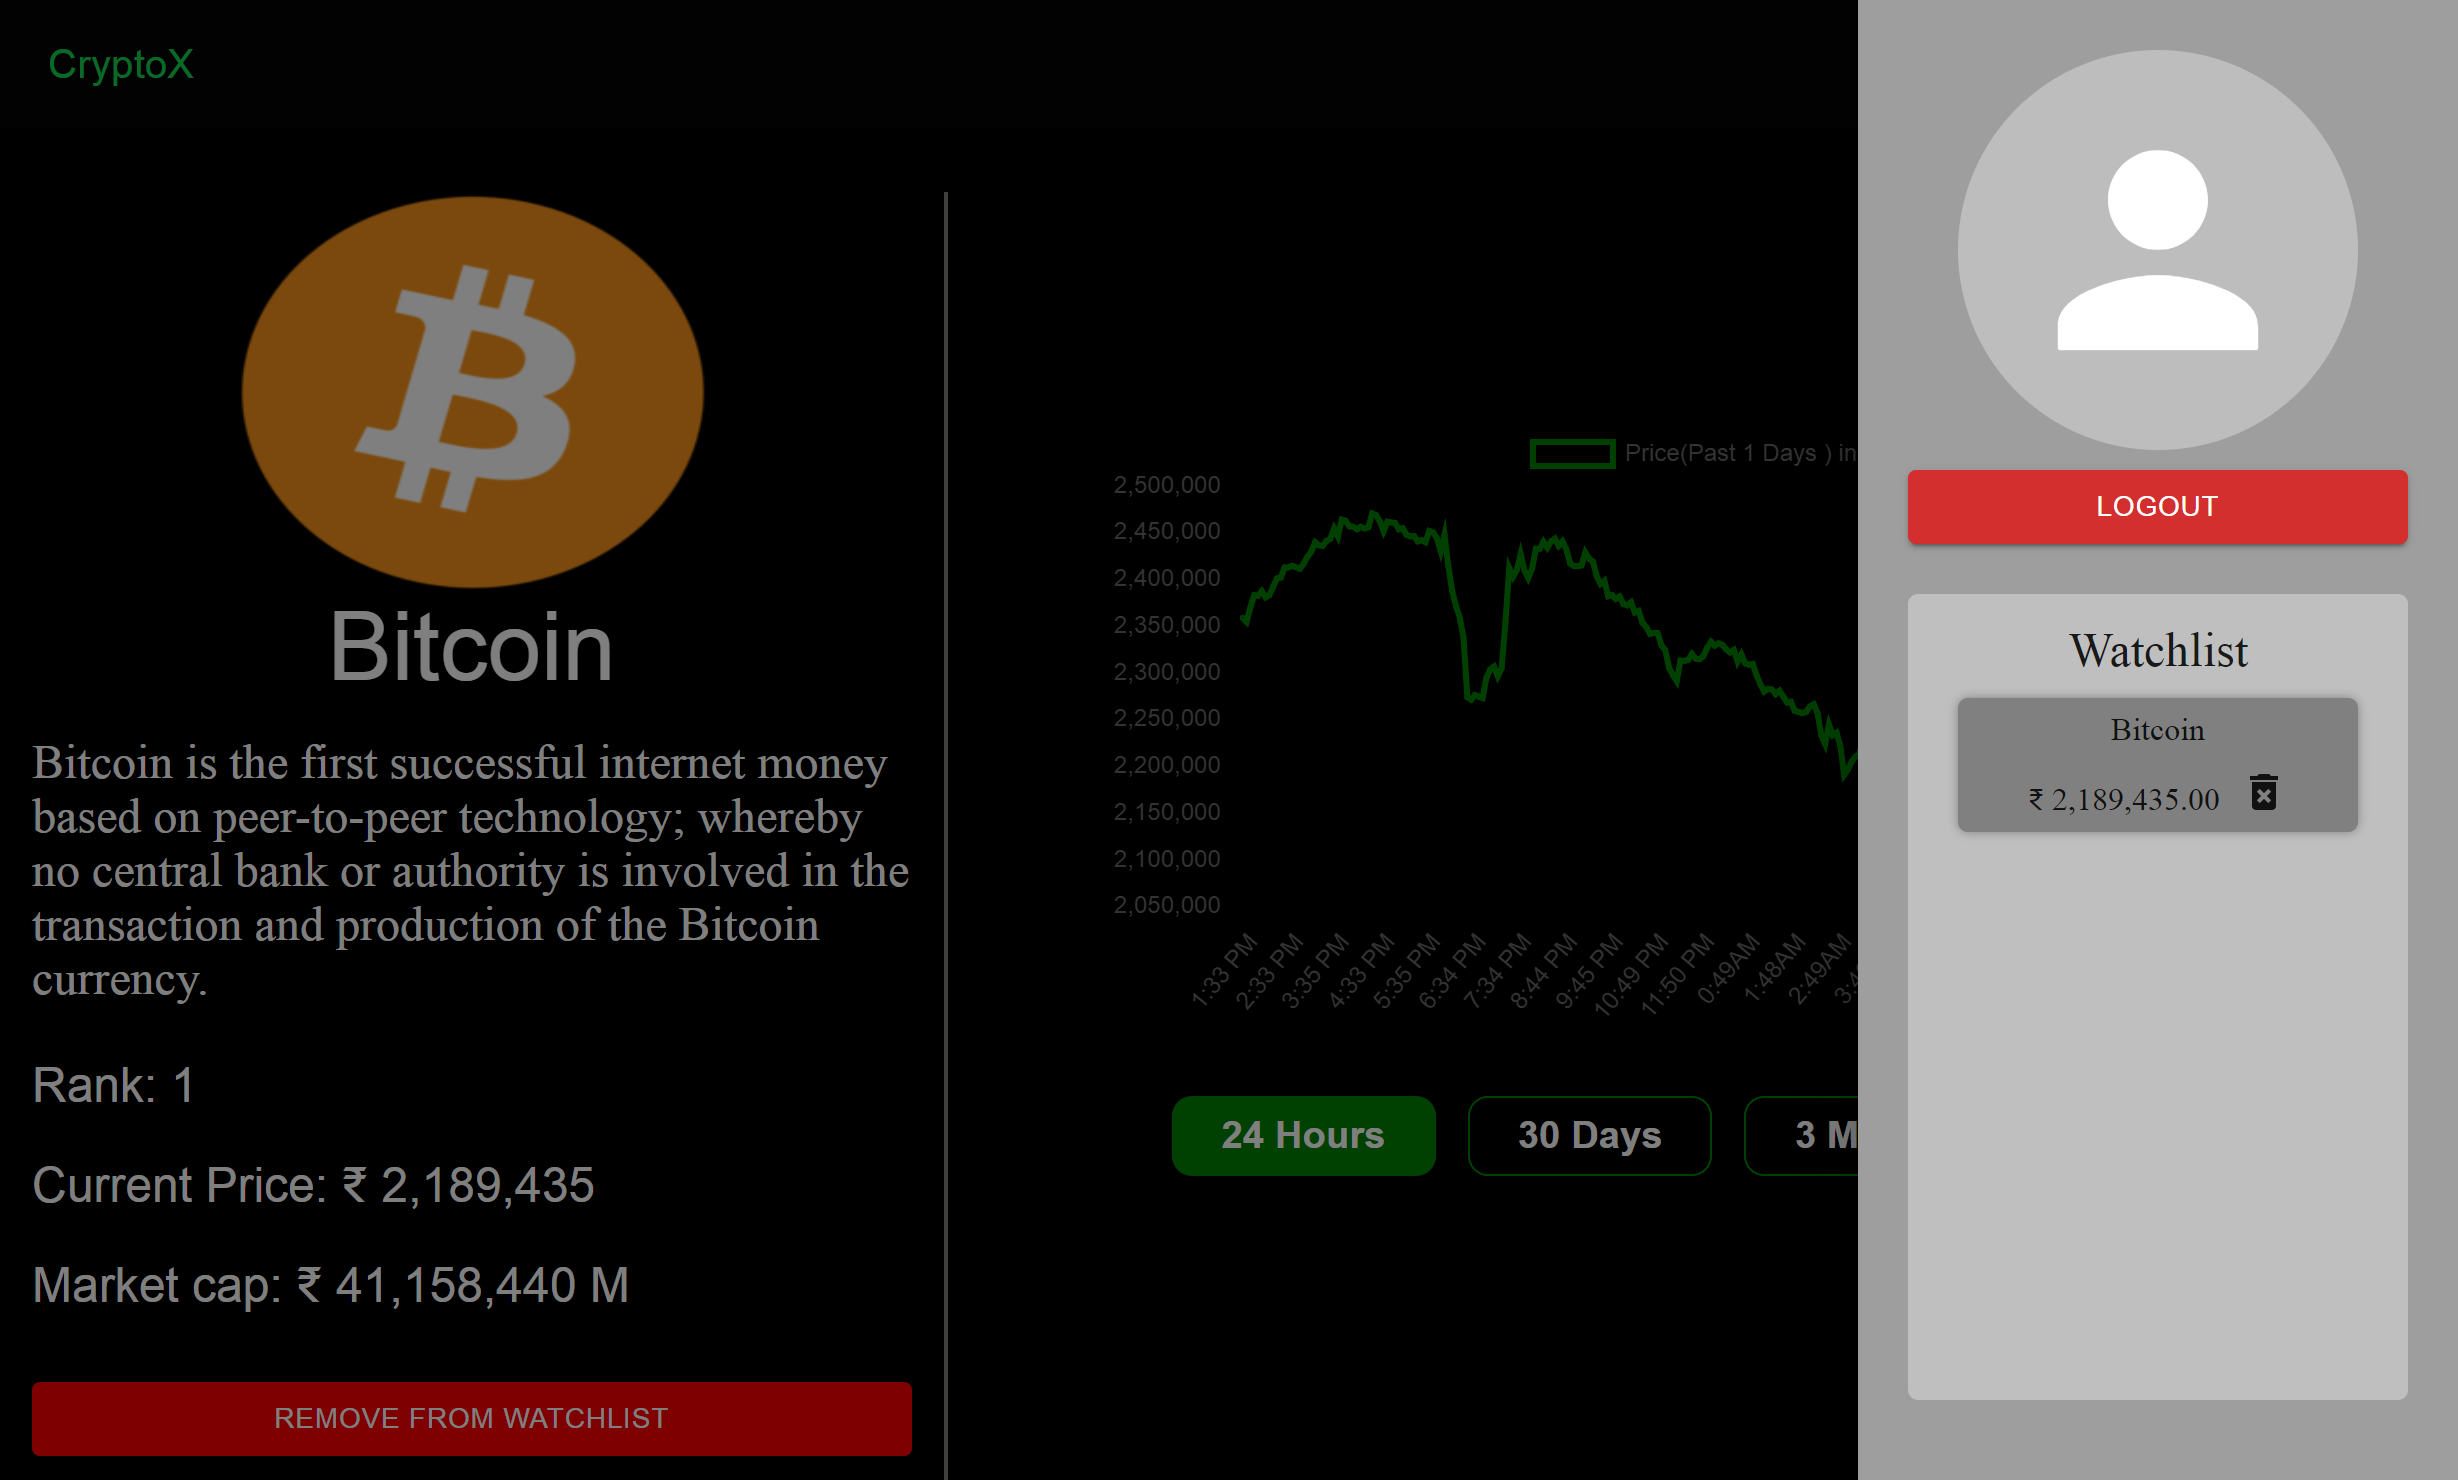 CryptoX
Bitcoin
Bitcoin is the first successful internet money
based on peer-to-peer technology; whereby
no central bank or authority is involved in the
transaction and production of the Bitcoin
currency.
Rank: 1
Current Price: ₹ 2,189,435
Market cap: ₹ 41,158,440 M
REMOVE FROM WATCHLIST
Price(Past 1 Days ) in
2,500,000
2,450,000
2,400,000
2,350,000
2,300,000
2,250,000
2,200,000
2,150,000
2,100,000
2,050,000
1:33 PM
2:33 PM
3:35 PM
4:33 PM
5:35 PM
6:34 PM
7:34 PM
8:44 PM
9:45 PM
10:49 PM
11:50 PM
0:49AM
1:48AM
2:49AM
24 Hours
30 Days
3 M
LOGOUT
Watchlist
Bitcoin
₹ 2,189,435.00